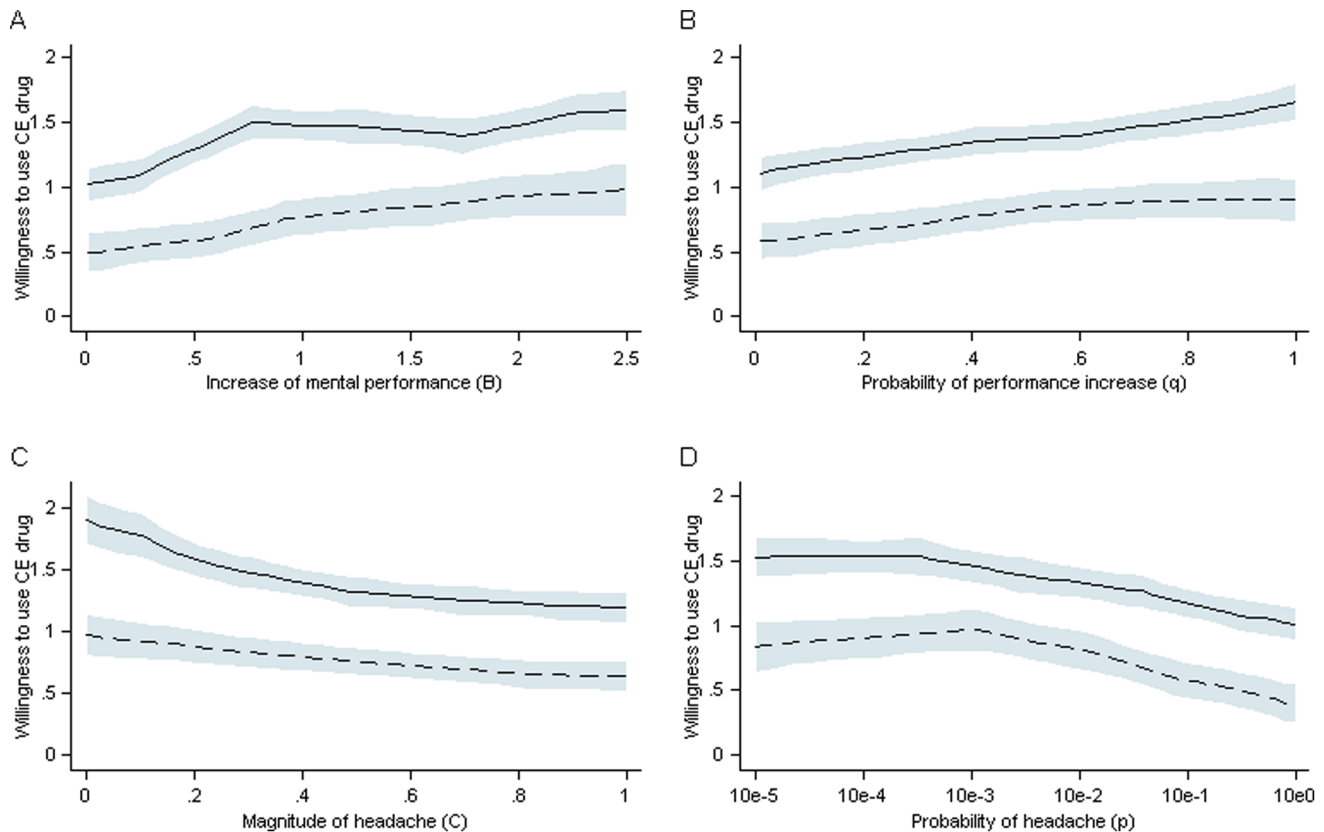 A
Willingness to use CE drug
2
1.5
1
.5
0
0 .5 1 1.5 2 2.5
Increase of mental performance (B)
B
Willingness to use CE drug
2
1.5
1
.5
0
0 .2 .4 .6 .8 1
Probability of performance increase (q)
C
Willingness to use CE drug
2
1.5
1
.5
0
0 .2 .4 .6 .8 1
Magnitude of headache (C)
D
Willingness to use CE drug
2
1.5
1
.5
0
10e-5 10e-4 10e-3 10e-2 10e-1 10e0
Probability of headache (p)